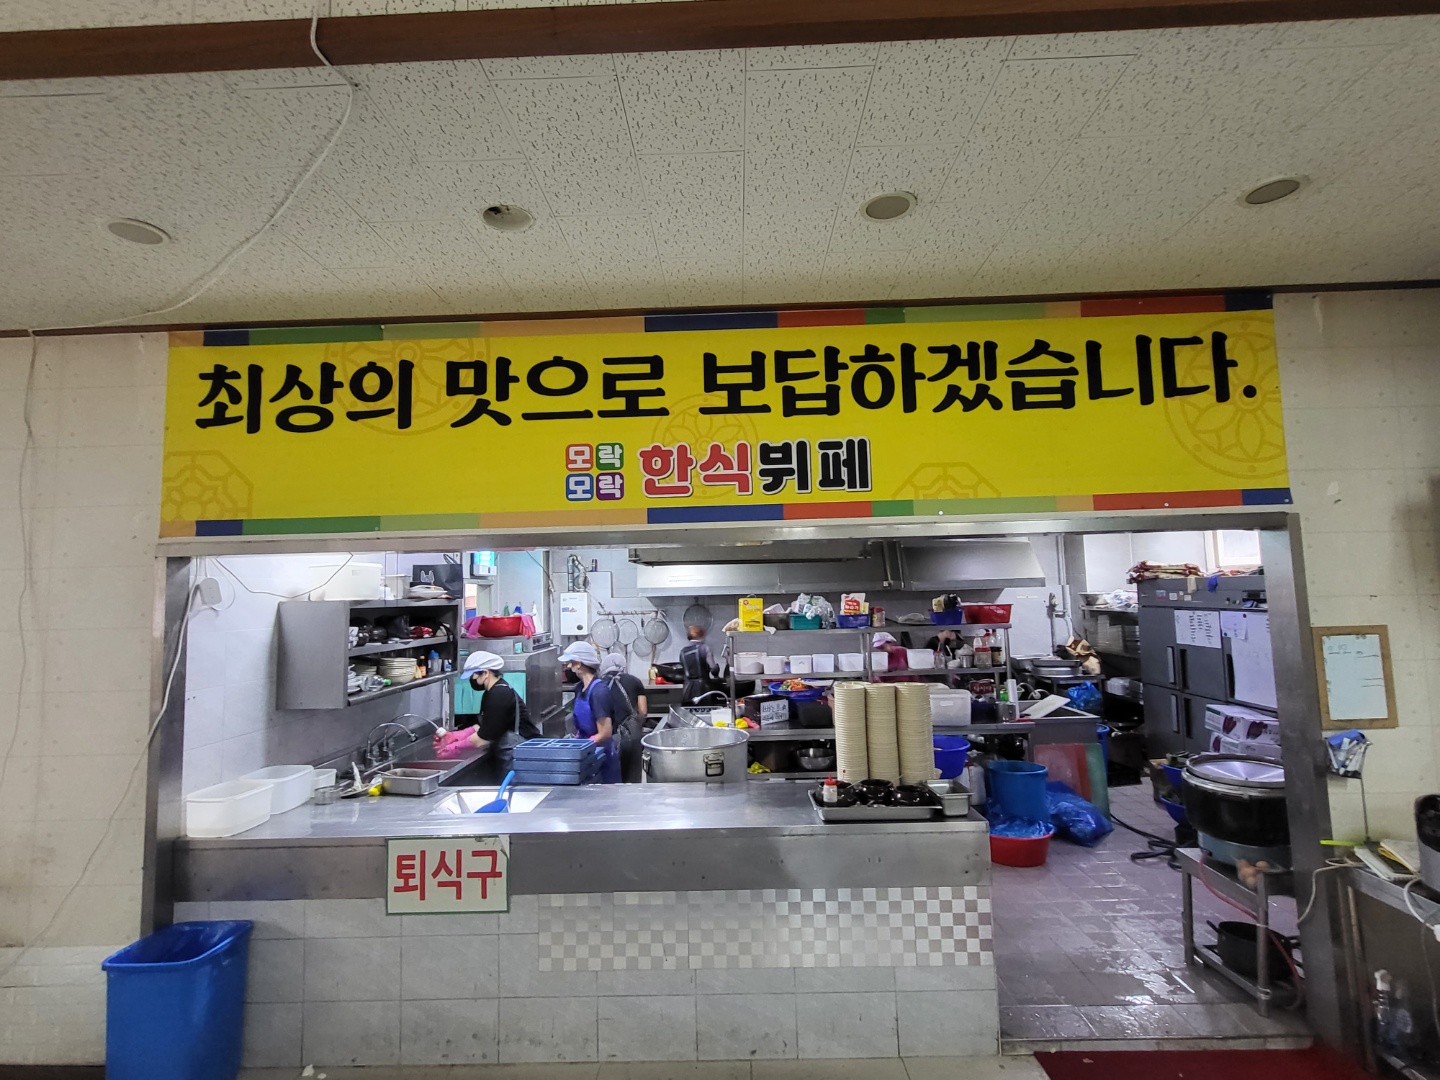 최상의 맛으로 보답하겠습니다.
모락
모락
한식뷔페
퇴식구